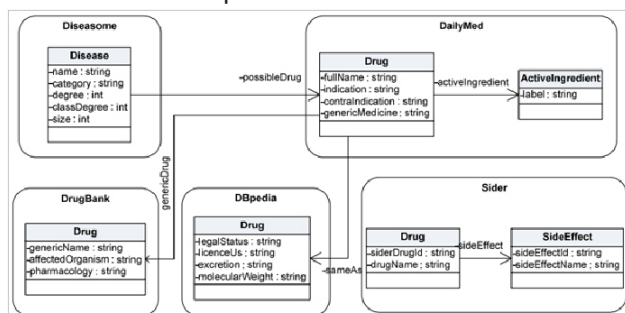 Diseasome
Disease
-name : string
-category : string
-degree : int
-classDegree : int
-size : int
-possibleDrug
DailyMed
Drug
-fullName : string
-indication : string
-contraIndication : string
-genericMedicine : string
-activeIngredient
ActiveIngredient
-label : string
genericDrug
DrugBank
Drug
-genericName : string
-affectedOrganism : string
-pharmacology : string
DBpedia
Drug
-legalStatus : string
-licenceUs : string
-excretion : string
-molecularWeight : string
-sameAs
Sider
Drug
-siderDrugId : string
-drugName : string
-sideEffect
SideEffect
-sideEffectId : string
-sideEffectName : string